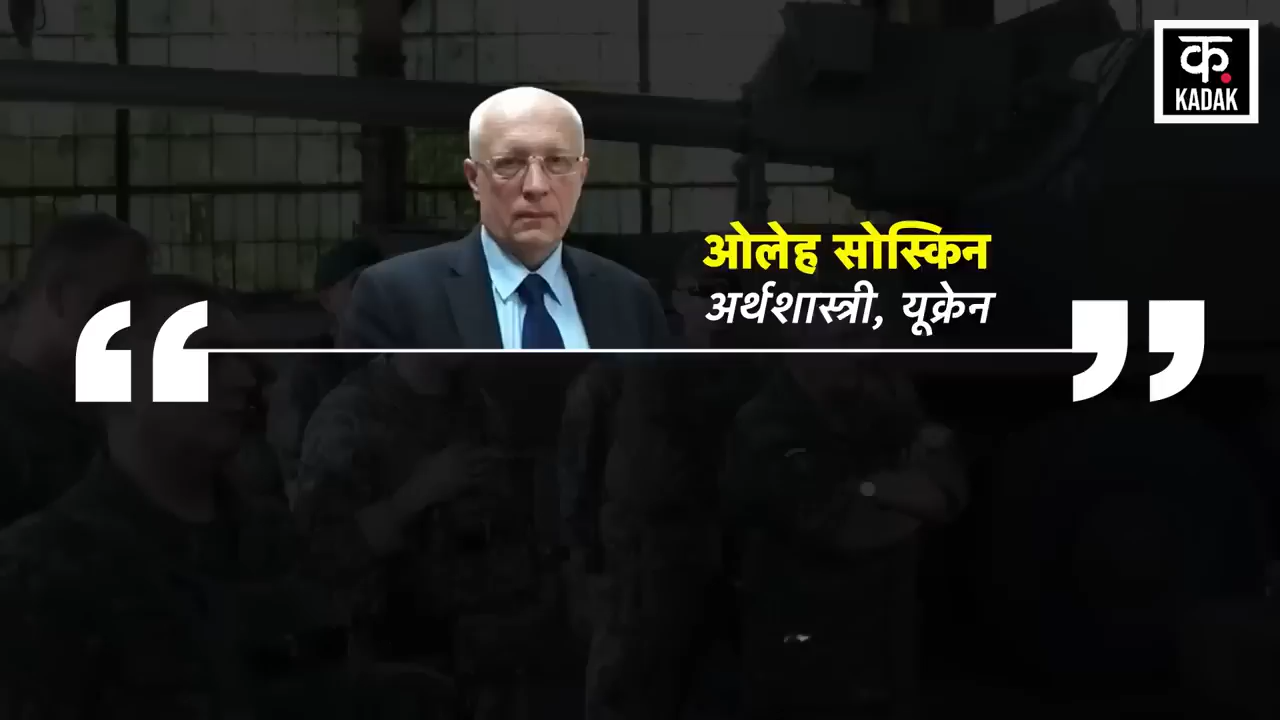 क.
KADAK
ओलेह सोस्किन
अर्थशास्त्री, यूक्रेन
“
”